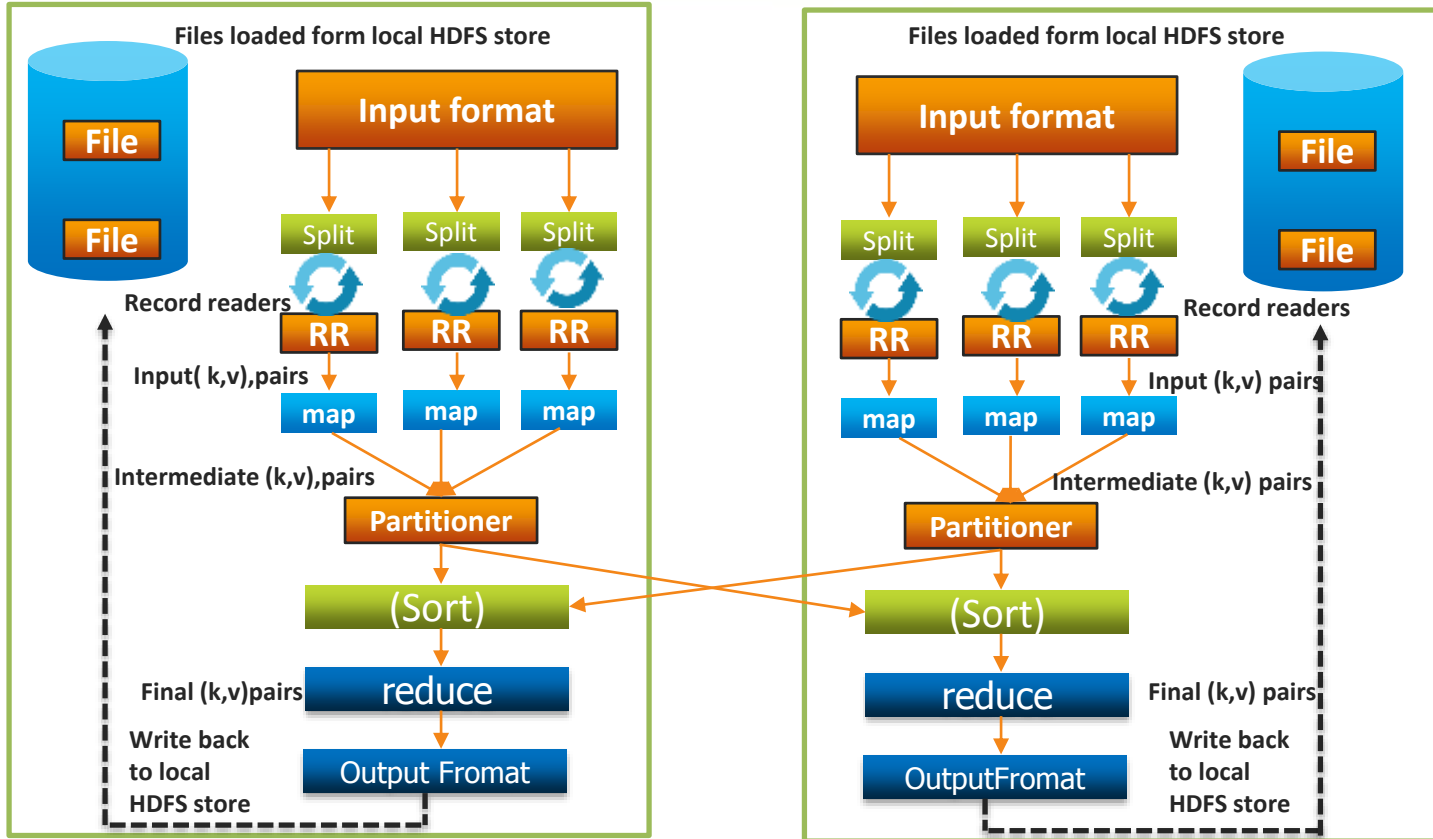 Files loaded form local HDFS store
Input format
File
File
Split
Split
Split
Record readers
RR
RR
RR
Input( k,v),pairs
map
map
map
Intermediate (k,v),pairs
Partitioner
(Sort)
Final (k,v)pairs
reduce
Write back
to local
HDFS store
Output Fromat
Files loaded form local HDFS store
Input format
File
File
Split
Split
Split
Record readers
RR
RR
RR
Input (k,v) pairs
map
map
map
Intermediate (k,v) pairs
Partitioner
(Sort)
reduce
Final (k,v) pairs
Write back
to local
HDFS store
OutputFromat